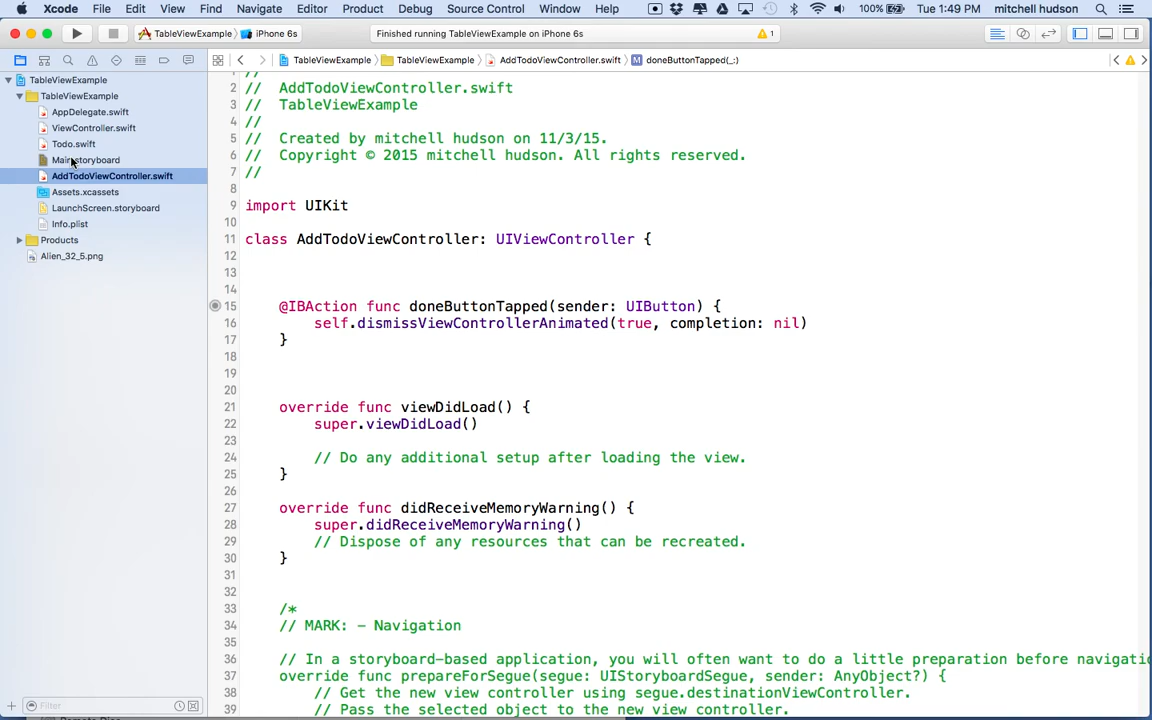 Xcode File Edit View Find Navigate Editor Product Debug Source Control Window Help 100% Tue 1:49 PM mitchell hudson
TableViewExample iPhone 6s Finished running TableViewExample on iPhone 6s 1
TableViewExample TableViewExample AddTodoViewController.swift doneButtonTapped(_:)
TableViewExample
TableViewExample
AppDelegate.swift
ViewController.swift
Todo.swift
Main.storyboard
AddTodoViewController.swift
Assets.xcassets
LaunchScreen.storyboard
Info.plist
Products
Alien_32_5.png
Filter
1 //
2 // AddTodoViewController.swift
3 // TableViewExample
4 //
5 // Created by mitchell hudson on 11/3/15.
6 // Copyright © 2015 mitchell hudson. All rights reserved.
7 //
8
9 import UIKit
10
11 class AddTodoViewController: UIViewController {
12
13
14
15 @IBAction func doneButtonTapped(sender: UIButton) {
16 self.dismissViewControllerAnimated(true, completion: nil)
17 }
18
19
20
21 override func viewDidLoad() {
22 super.viewDidLoad()
23
24 // Do any additional setup after loading the view.
25 }
26
27 override func didReceiveMemoryWarning() {
28 super.didReceiveMemoryWarning()
29 // Dispose of any resources that can be recreated.
30 }
31
32
33 /*
34 // MARK: - Navigation
35
36 // In a storyboard-based application, you will often want to do a little preparation before navigatio
37 override func prepareForSegue(segue: UIStoryboardSegue, sender: AnyObject?) {
38 // Get the new view controller using segue.destinationViewController.
39 // Pass the selected object to the new view controller.